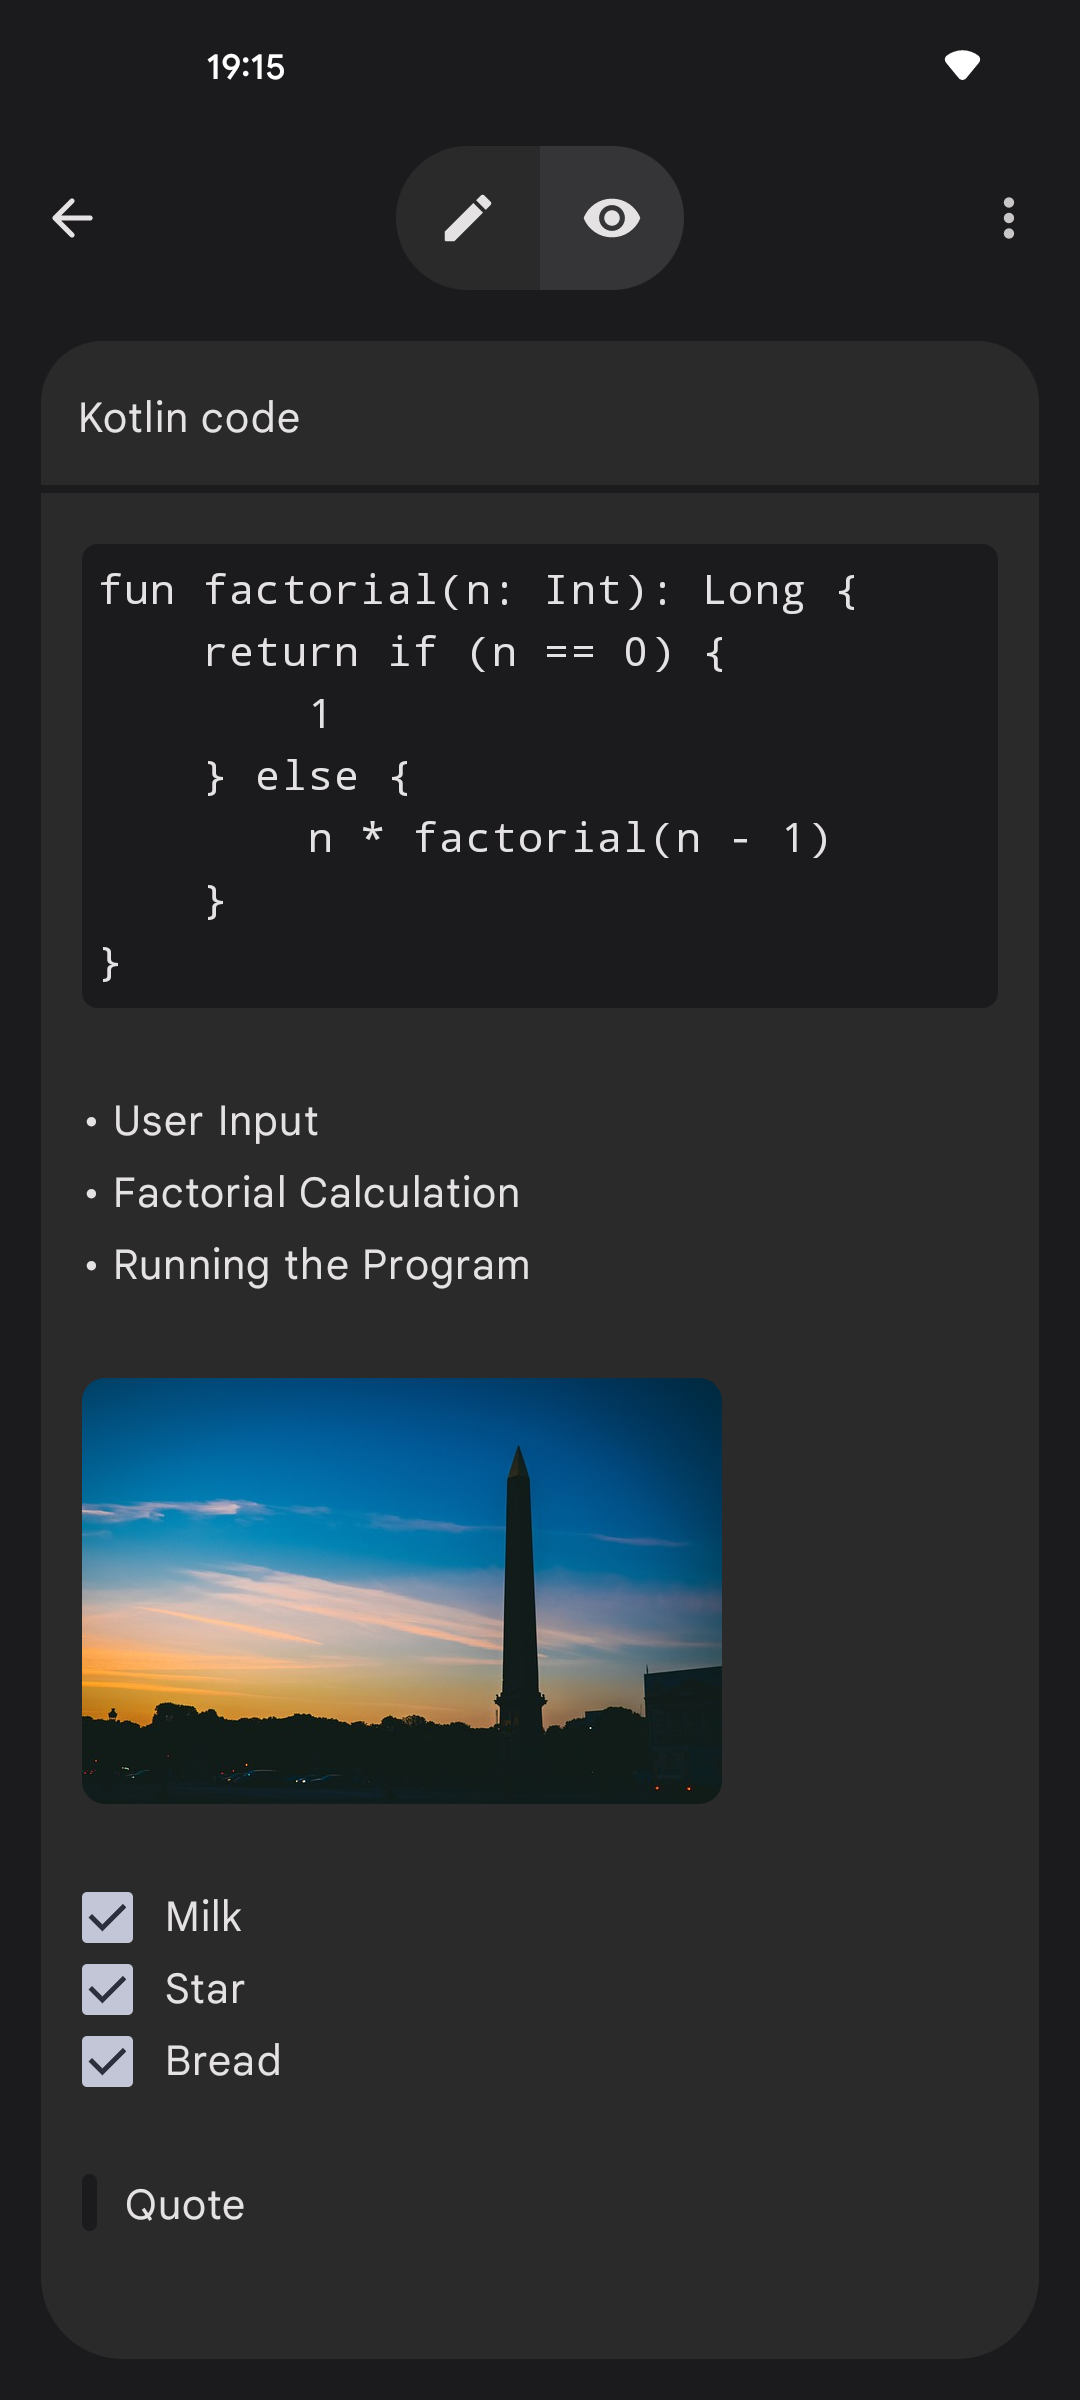 19:15
Kotlin code
fun factorial(n: Int): Long {
    return if (n == 0) {
        1
    } else {
        n * factorial(n - 1)
    }
}
• User Input
• Factorial Calculation
• Running the Program
Milk
Star
Bread
Quote